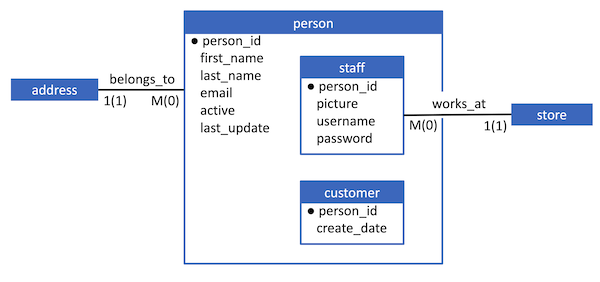 person
person_id
first_name
last_name
email
active
last_update
staff
person_id
picture
username
password
customer
person_id
create_date
address
belongs_to
1(1) M(0)
works_at
M(0) 1(1)
store